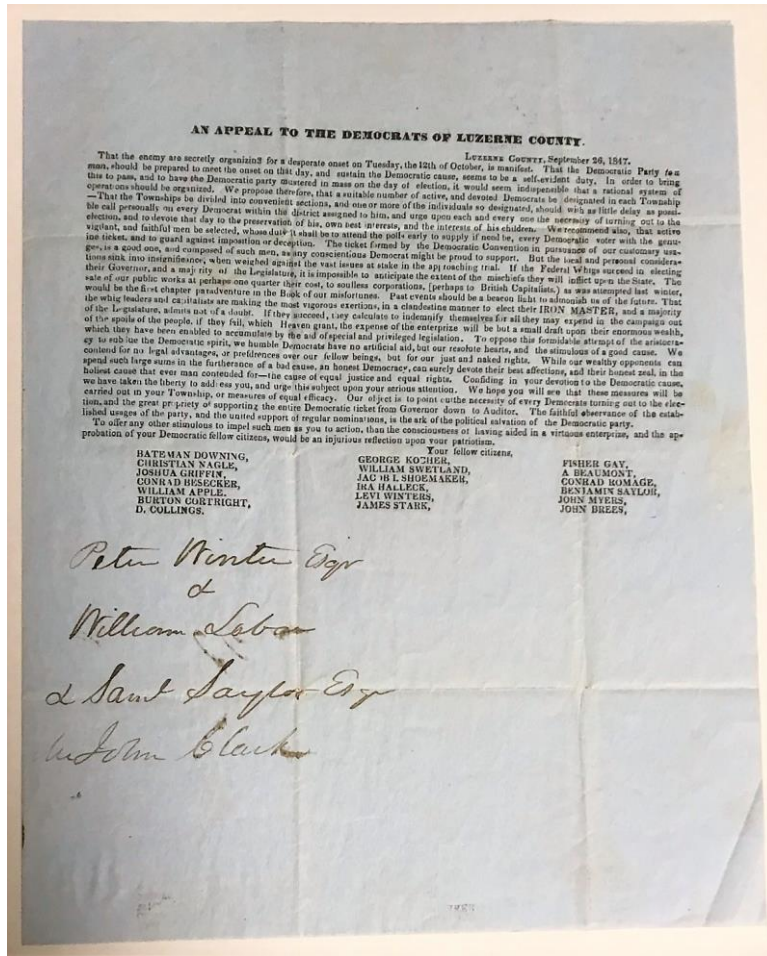 AN APPEAL TO THE DEMOCRATS OF LUZERNE COUNTY.
LUZERNE COUNTY, September 26, 1847.
That the enemy are secretly organizing for a desperate onset on Tuesday, the 12th of October, is manifest. That the Democratic Party to a
man, should be prepared to meet the onset on that day, and sustain the Democratic cause, seems to be a self-evident duty. In order to bring
this to pass, and to have the Democratic party mustered in mass on the day of election, it would seem indispensible that a rational system of
operations should be organized. We propose therefore, that a suitable number of active, and devoted Democrats be designated in each Township
—That the Townships be divided into convenient sections, and one or more of the individuals so designated, should with as little delay as possi-
ble call personally on every Democrat within the district assigned to him, and urge upon each and every one the necessity of turning out to the
election, and to devote that day to the preservation of his, own best interests, and the interests of his children. We recommend also, that active
vigilant, and faithful men be selected, whose duty it shall be to attend the polls early to supply if need be, every Democratic voter with the genu-
ine ticket, and to guard against imposition or deception. The ticket formed by the Democratic Convention in pursuance of our customary usa-
ges, is a good one, and composed of such men, as any conscientious Democrat might be proud to support. But the local and personal considera-
tions sink into insignificance, when weighed against the vast issues at stake in the approaching trial. If the Federal Whigs succeed in electing
their Governor, and a majority of the Legislature, it is impossible to anticipate the extent of the mischiefs they will inflict upon the State. The
sale of our public works at perhaps one quarter their cost, to soulless corporations, [perhaps to British Capitalists,) as was attempted last winter,
would be the first chapter paradventure in the Book of our misfortunes. Past events should be a beacon light to admonish us of the future. That
the whig leaders and capitalists are making the most vigorous exertions, in a clandestine manner to elect their IRON MASTER, and a majority
of the Legislature, admits not of a doubt. If they succeed, they calculate to indemnify themselves for all they may expend in the campaign out
of the spoils of the people, if they fail, which Heaven grant, the expense of the enterprize will be but a small draft upon their enormous wealth,
which they have been enabled to accumulate by the aid of special and privileged legislation. To oppose this formidable attempt of the aristocra-
cy to subdue the Democratic spirit, we humble Democrats have no artificial aid, but our resolute hearts, and the stimulous of a good cause. We
contend for no legal advantages, or prefdrences over our fellow beings, but for our just and naked rights. While our wealthy opponents can
spend such large sums in the furtherance of a bad cause, an honest Democracy, can surely devote their best affections, and their honest zeal, in the
holiest cause that ever man contended for—the cause of equal justice and equal rights. Confiding in your devotion to the Democratic cause,
we have taken the liberty to address you, and urge this subject upon your serious attention. We hope you will see that these measures will be
carried out in your Township, or measures of equal efficacy. Our object is to point out the necesity of every Democrats turning out to the elec-
tion, and the great propriety of supporting the entire Democratic ticket from Governor down to Auditor. The faithful observance of the estab-
lished usages of the party, and the united support of regular nominations, is the ark of the political salvation of the Democratic party.
To offer any other stimulous to impel such men as you to action, than the consciousness of having aided in a virtuous enterprize, and the ap-
probation of your Democratic fellow citizens, would be an injurious reflection upon your patriotism.
Your fellow citizens,
BATEMAN DOWNING,
CHRISTIAN NAGLE,
JOSHUA GRIFFIN,
CONRAD BESECKER,
WILLIAM APPLE,
BURTON CORTRIGHT,
D. COLLINGS.
GEORGE KOCHER,
WILLIAM SWETLAND,
JACOB I. SHOEMAKER,
IRA HALLECK,
LEVI WINTERS,
JAMES STARK,
FISHER GAY,
A BEAUMONT,
CONRAD ROMAGE,
BENJAMIN SAYLOR,
JOHN MYERS,
JOHN BREES,
Peter Winter Esqr
&
William Labar
& Saml Saylor Esqr
John Clark